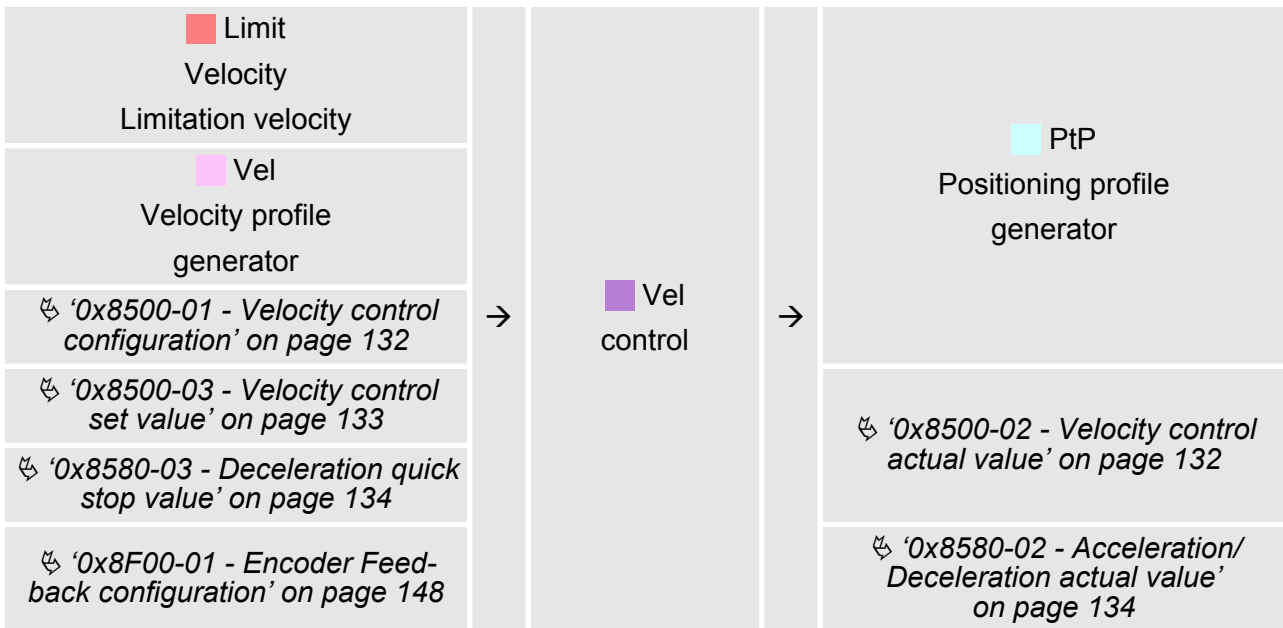 Limit
Velocity
Limitation velocity
Vel
Velocity profile
generator
↳ '0x8500-01 - Velocity control
configuration' on page 132
↳ '0x8500-03 - Velocity control
set value' on page 133
↳ '0x8580-03 - Deceleration quick
stop value' on page 134
↳ '0x8F00-01 - Encoder Feed-
back configuration' on page 148
→
Vel
control
→
PtP
Positioning profile
generator
↳ '0x8500-02 - Velocity control
actual value' on page 132
↳ '0x8580-02 - Acceleration/
Deceleration actual value'
on page 134